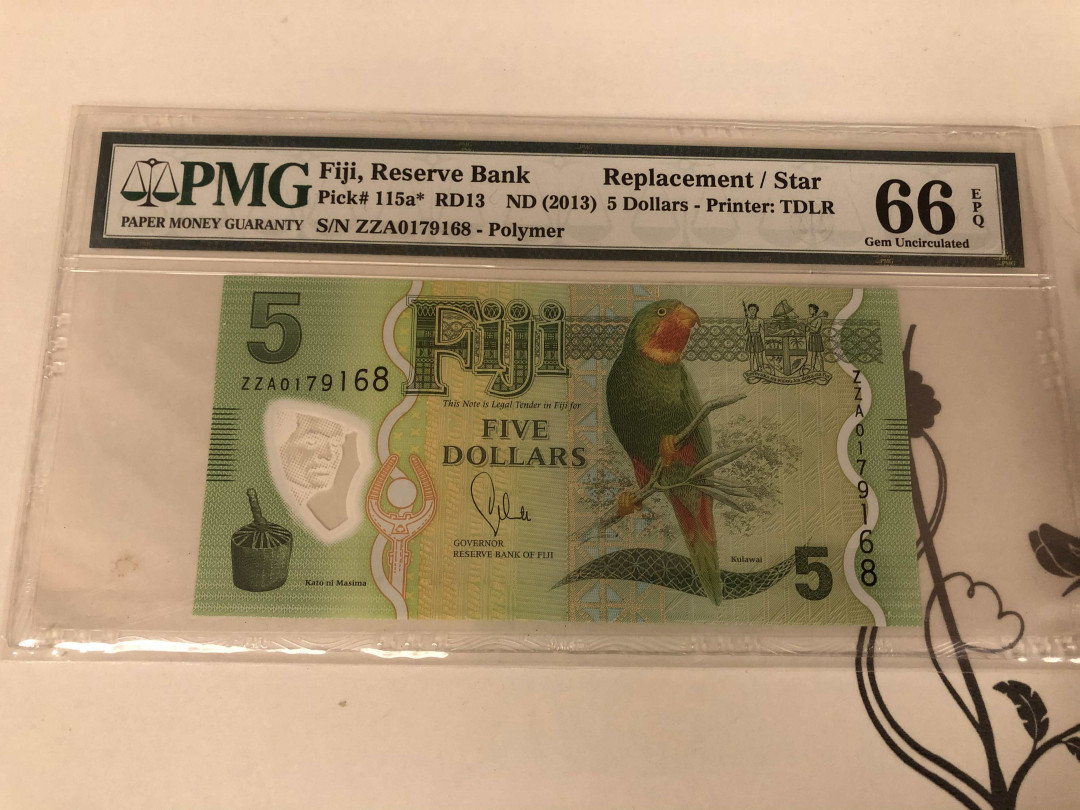 PMG
PAPER MONEY GUARANTY
Fiji, Reserve Bank Replacement / Star
Pick# 115a* RD13 ND (2013) 5 Dollars - Printer: TDLR
S/N ZZA0179168 - Polymer
66
EPQ
Gem Uncirculated
5
ZZA0179168
Fiji
This Note is Legal Tender in Fiji for
FIVE
DOLLARS
GOVERNOR
RESERVE BANK OF FIJI
Kato ni Masima
Kulawai
5
ZZA0179168